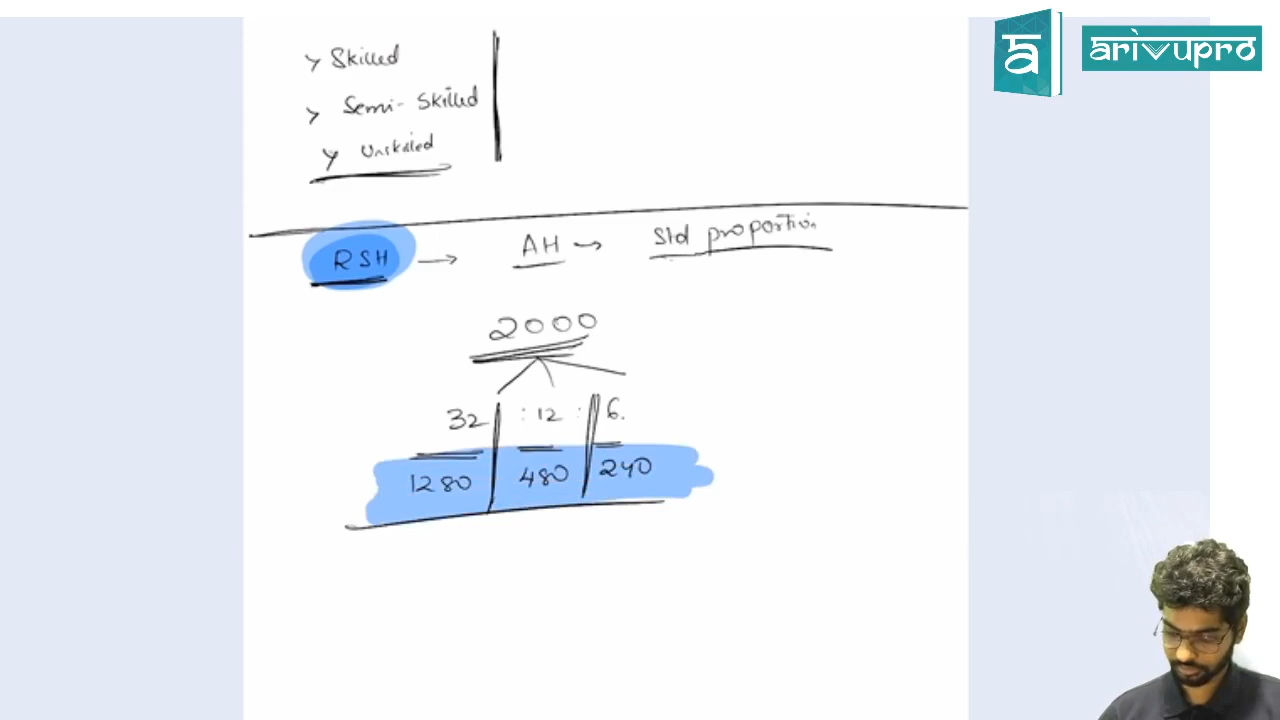 arivupro
> Skilled
> Semi-Skilled
> Unskilled
RSH → AH → Std proportion
2000
32 : 12 : 6.
1280 480 240